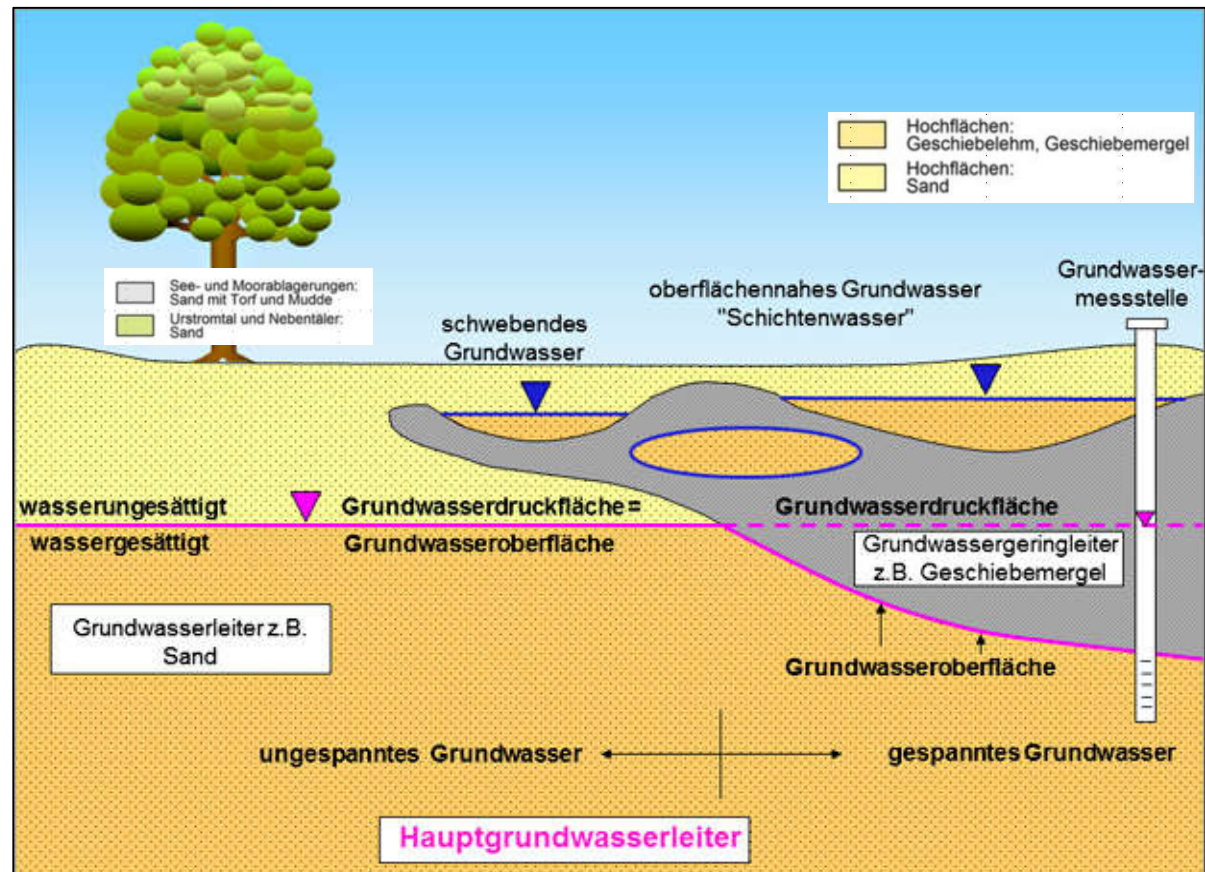 Hochflächen:
Geschiebelehm, Geschiebemergel
Hochflächen:
Sand
See- und Moorablagerungen:
Sand mit Torf und Mudde
Urstromtal und Nebentäler:
Sand
schwebendes
Grundwasser
oberflächennahes Grundwasser
"Schichtenwasser"
Grundwasser-
messstelle
wasserungesättigt
wassergesättigt
Grundwasserdruckfläche =
Grundwasseroberfläche
Grundwasserdruckfläche
Grundwassergeringleiter
z.B. Geschiebemergel
Grundwasserleiter z.B.
Sand
Grundwasseroberfläche
ungespanntes Grundwasser
gespanntes Grundwasser
Hauptgrundwasserleiter